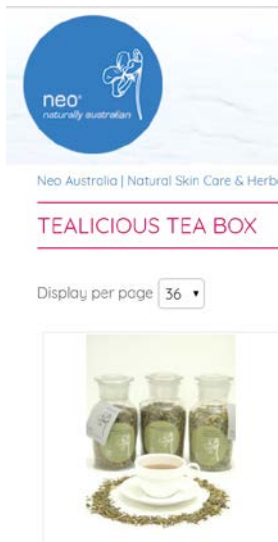 neo®
naturally australian
Neo Australia | Natural Skin Care & Herb
TEALICIOUS TEA BOX
Display per page 36